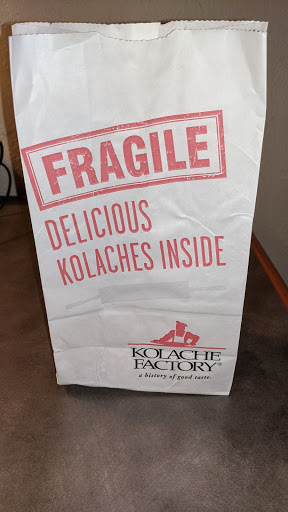 FRAGILE
DELICIOUS
KOLACHES INSIDE
KOLACHE
FACTORY®
a history of good taste.